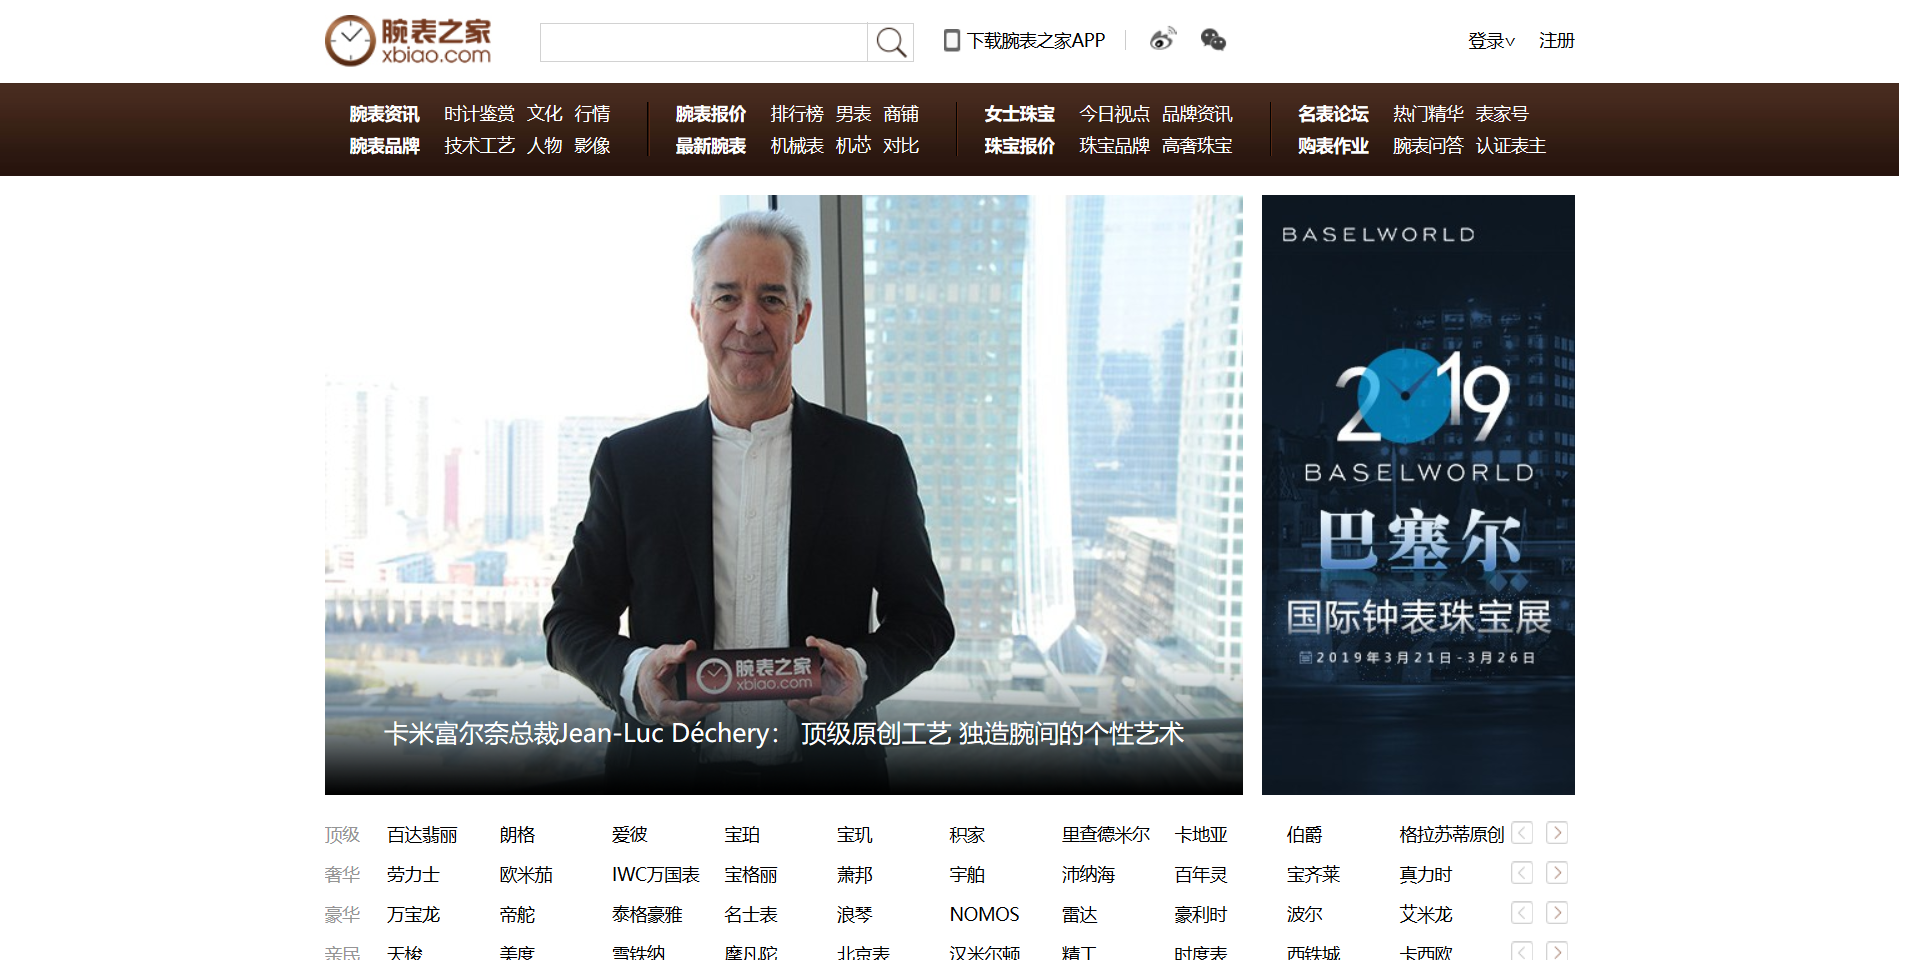 腕表之家
xbiao.com
下载腕表之家APP
登录
注册
腕表资讯 时计鉴赏 文化 行情
腕表品牌 技术工艺 人物 影像
腕表报价 排行榜 男表 商铺
最新腕表 机械表 机芯 对比
女士珠宝 今日视点 品牌资讯
珠宝报价 珠宝品牌 高奢珠宝
名表论坛 热门精华 表家号
购表作业 腕表问答 认证表主
腕表之家
xbiao.com
卡米富尔奈总裁Jean-Luc Déchery： 顶级原创工艺 独造腕间的个性艺术
BASELWORLD
2019
BASELWORLD
巴塞尔
国际钟表珠宝展
2019年3月21日-3月26日
顶级 百达翡丽 朗格 爱彼 宝珀 宝玑 积家 里查德米尔 卡地亚 伯爵 格拉苏蒂原创
奢华 劳力士 欧米茄 IWC万国表 宝格丽 萧邦 宇舶 沛纳海 百年灵 宝齐莱 真力时
豪华 万宝龙 帝舵 泰格豪雅 名士表 浪琴 NOMOS 雷达 豪利时 波尔 艾米龙
亲民 天梭 美度 雪铁纳 摩凡陀 北京表 汉米尔顿 精工 时度表 西铁城 卡西欧